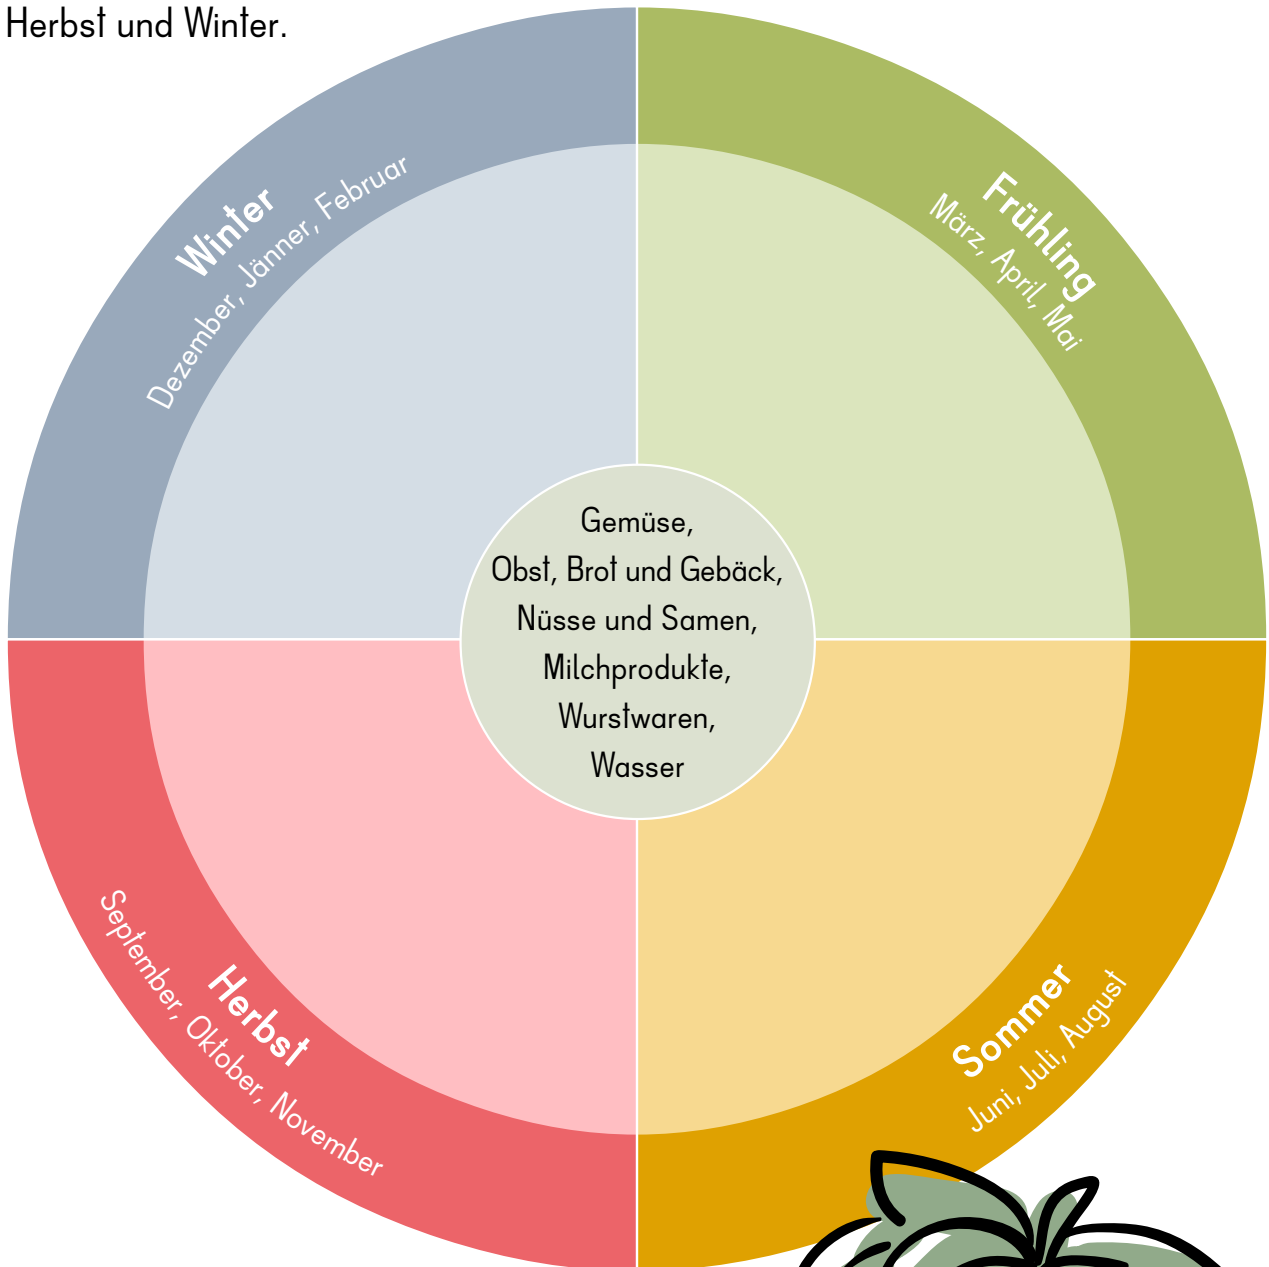 Herbst und Winter.
Winter
Dezember, Jänner, Februar
Frühling
März, April, Mai
Gemüse,
Obst, Brot und Gebäck,
Nüsse und Samen,
Milchprodukte,
Wurstwaren,
Wasser
Herbst
September, Oktober, November
Sommer
Juni, Juli, August